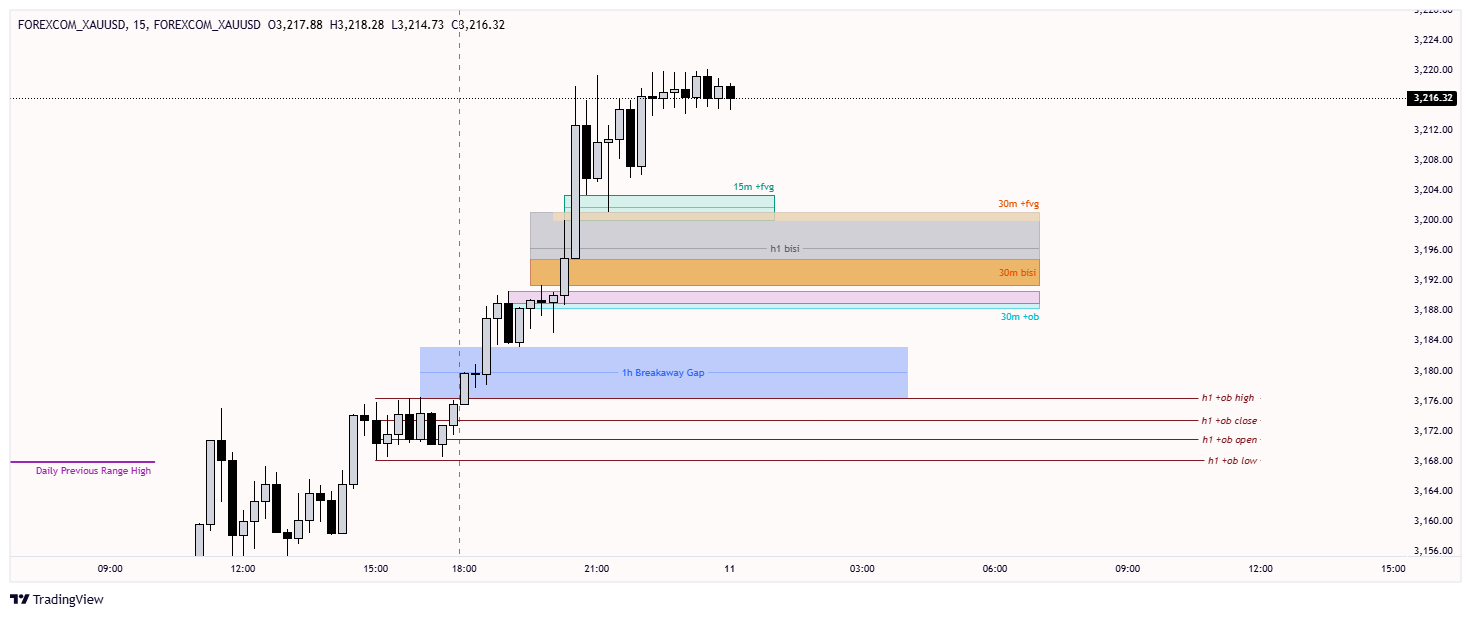 FOREXCOM_XAUUSD, 15, FOREXCOM_XAUUSD O3,217.88 H3,218.28 L3,214.73 C3,216.32
3,224.00
3,220.00
3,216.32
3,212.00
3,208.00
15m +fvg
3,204.00
30m +fvg
3,200.00
h1 bisi
3,196.00
30m bisi
3,192.00
3,188.00
30m +ob
3,184.00
1h Breakaway Gap
3,180.00
h1 +ob high
3,176.00
h1 +ob close
3,172.00
h1 +ob open
h1 +ob low
3,168.00
Daily Previous Range High
3,164.00
3,160.00
3,156.00
09:00 12:00 15:00 18:00 21:00 11 03:00 06:00 09:00 12:00 15:00
TradingView